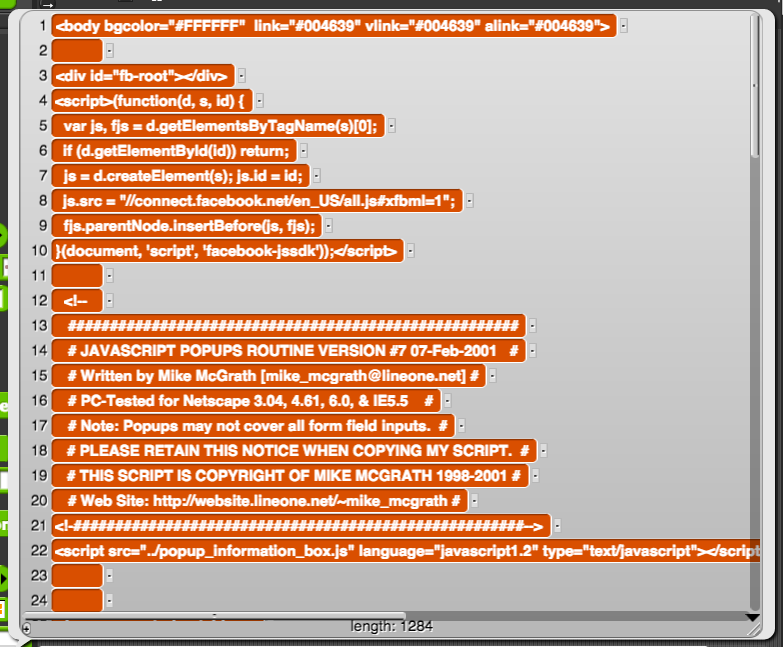 1 <body bgcolor="#FFFFFF"  link="#004639" vlink="#004639" alink="#004639">
2
3 <div id="fb-root"></div>
4 <script>(function(d, s, id) {
5 var js, fjs = d.getElementsByTagName(s)[0];
6 if (d.getElementById(id)) return;
7 js = d.createElement(s); js.id = id;
8 js.src = "//connect.facebook.net/en_US/all.js#xfbml=1";
9 fjs.parentNode.insertBefore(js, fjs);
10 }(document, 'script', 'facebook-jssdk'));</script>
11
12 <!--
13 ######################################################
14 # JAVASCRIPT POPUPS ROUTINE VERSION #7 07-Feb-2001   #
15 # Written by Mike McGrath [mike_mcgrath@lineone.net] #
16 # PC-Tested for Netscape 3.04, 4.61, 6.0, & IE5.5    #
17 # Note: Popups may not cover all form field inputs.  #
18 # PLEASE RETAIN THIS NOTICE WHEN COPYING MY SCRIPT.  #
19 # THIS SCRIPT IS COPYRIGHT OF MIKE MCGRATH 1998-2001 #
20 # Web Site: http://website.lineone.net/~mike_mcgrath #
21 <!-######################################################-->
22 <script src="../popup_information_box.js" language="javascript1.2" type="text/javascript"></script
23
24
length: 1284